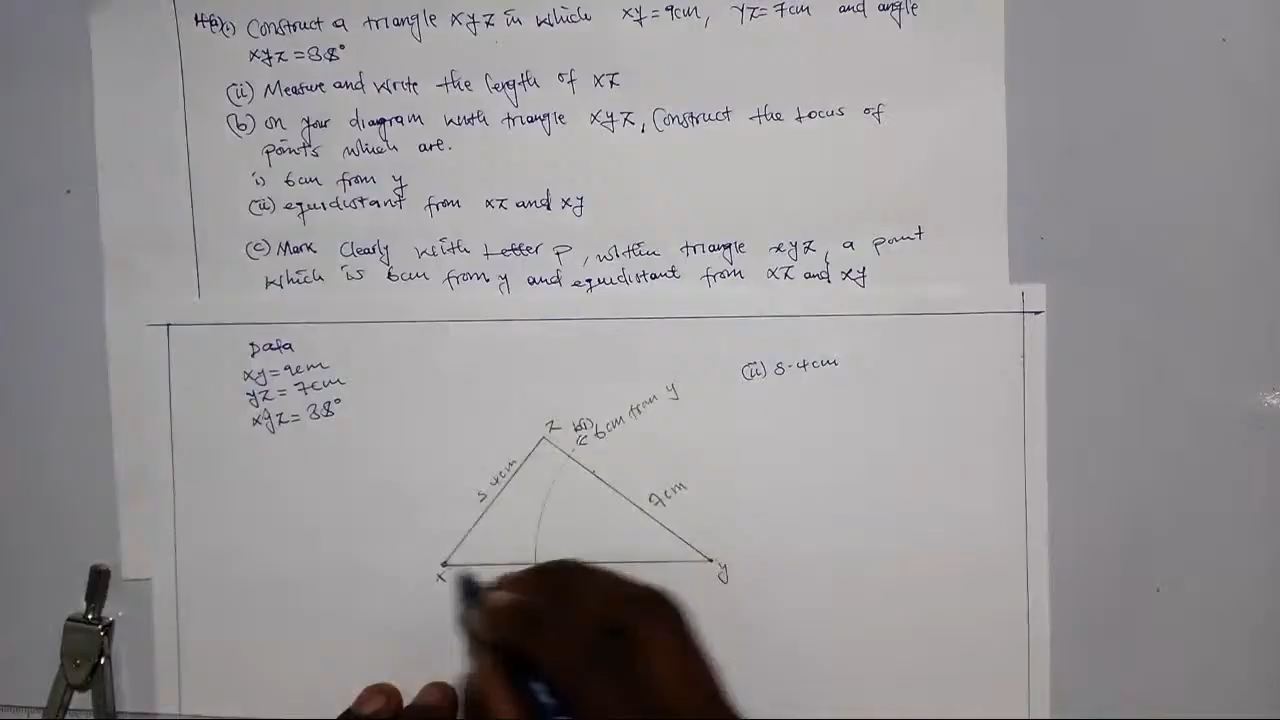 Construct a triangle xyz in which xy = 9cm, yz = 7cm and angle
xyz = 38°
(ii) Measure and write the length of xz
(b) on your diagram with triangle xyz, Construct the locus of
points which are.
i) 6cm from y
(ii) equidistant from xz and xy
(c) Mark clearly with Letter P, within triangle xyz, a point
which is 6cm from y and equidistant from xz and xy
Data
xy = 9cm
yz = 7cm
xyz = 38°
(ii) 5.4cm
z
6cm from y
5.4cm
7cm
x
y